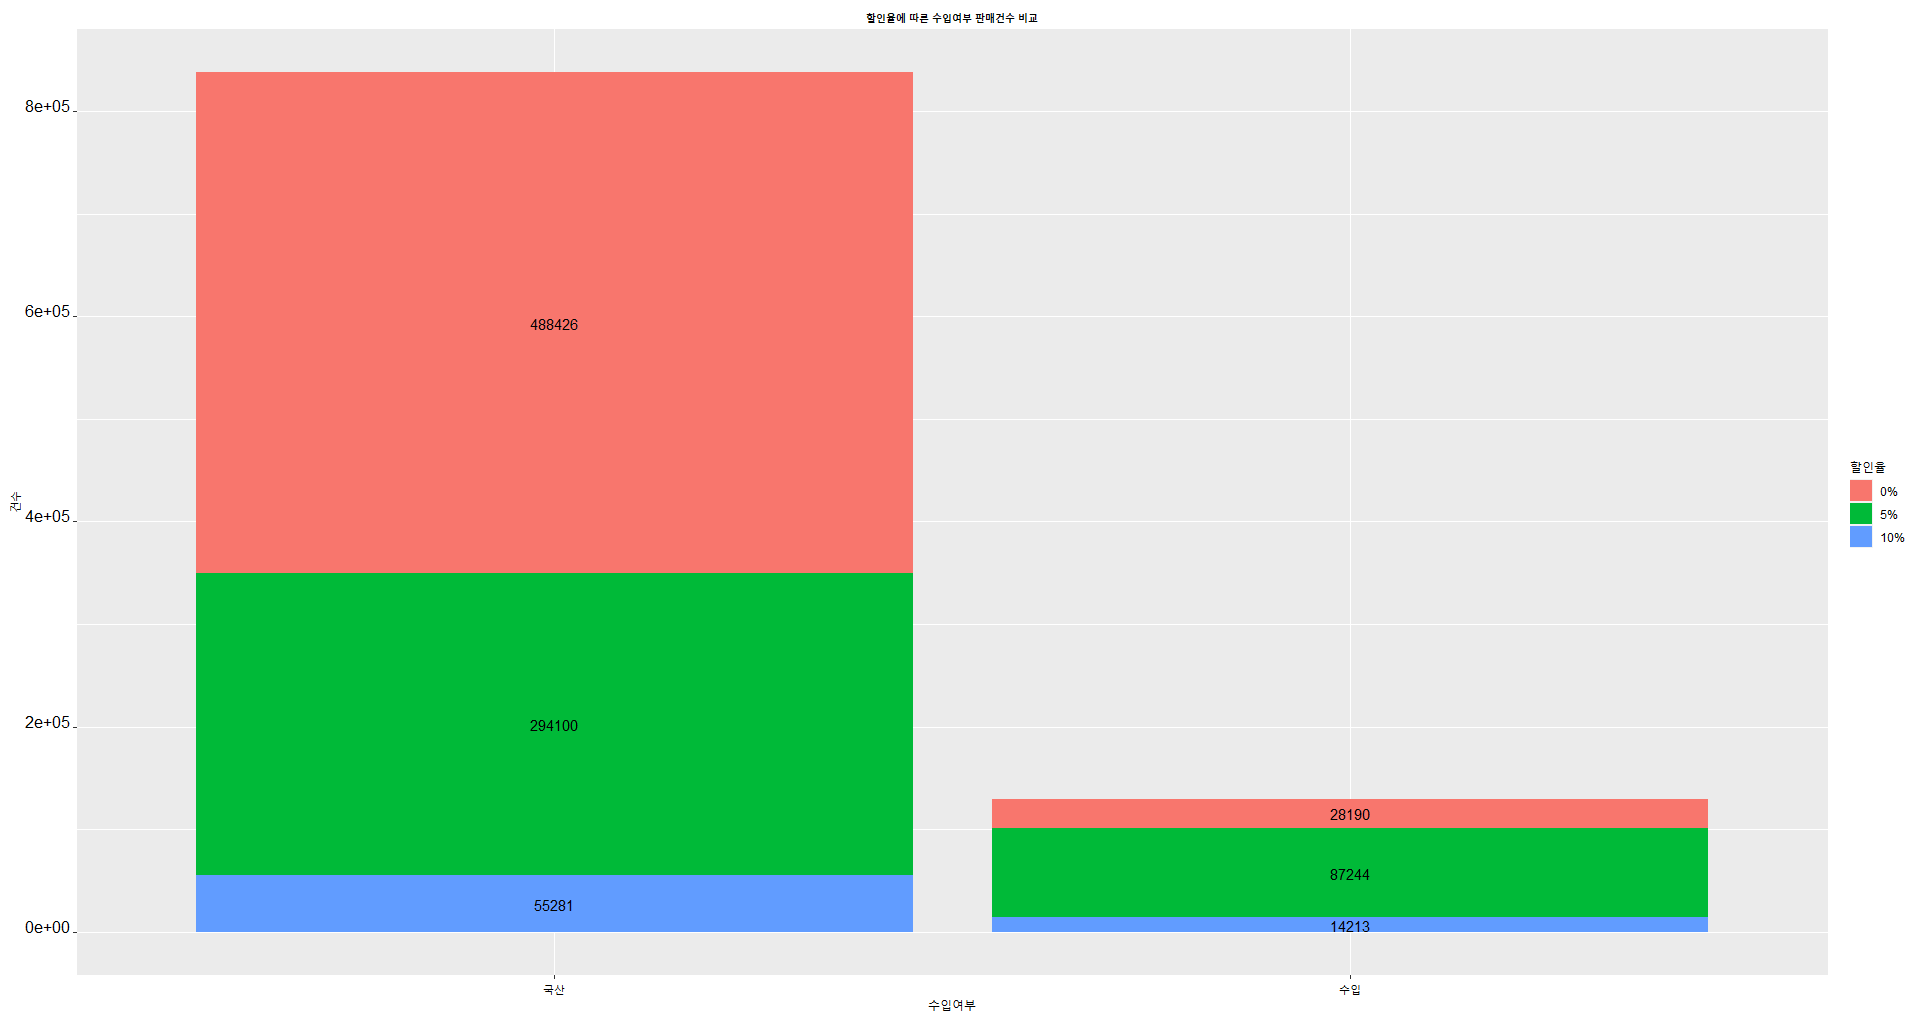 할인율에 따른 수입여부 판매건수 비교
건수
8e+05
6e+05
4e+05
2e+05
0e+00
488426
294100
55281
28190
87244
14213
국산
수입
수입여부
할인율
0%
5%
10%